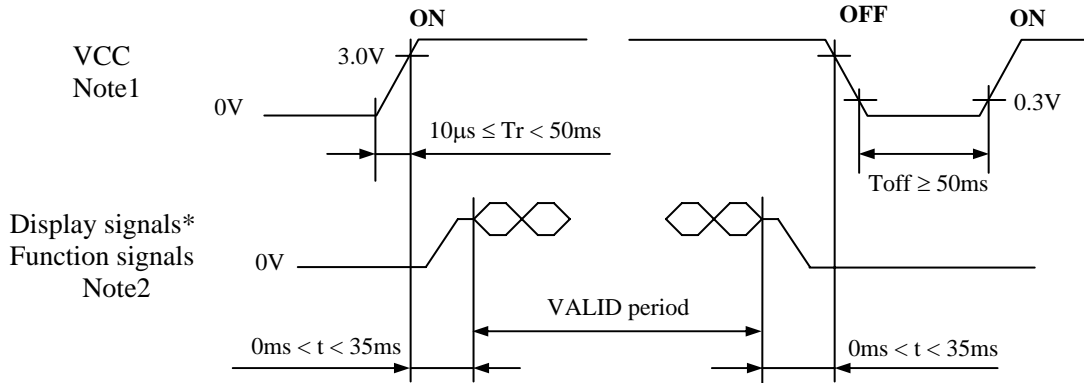 ON
OFF
ON
VCC
Note1
3.0V
0V
0.3V
10μs ≤ Tr < 50ms
Toff ≥ 50ms
Display signals*
Function signals
Note2
0V
VALID period
0ms < t < 35ms
0ms < t < 35ms